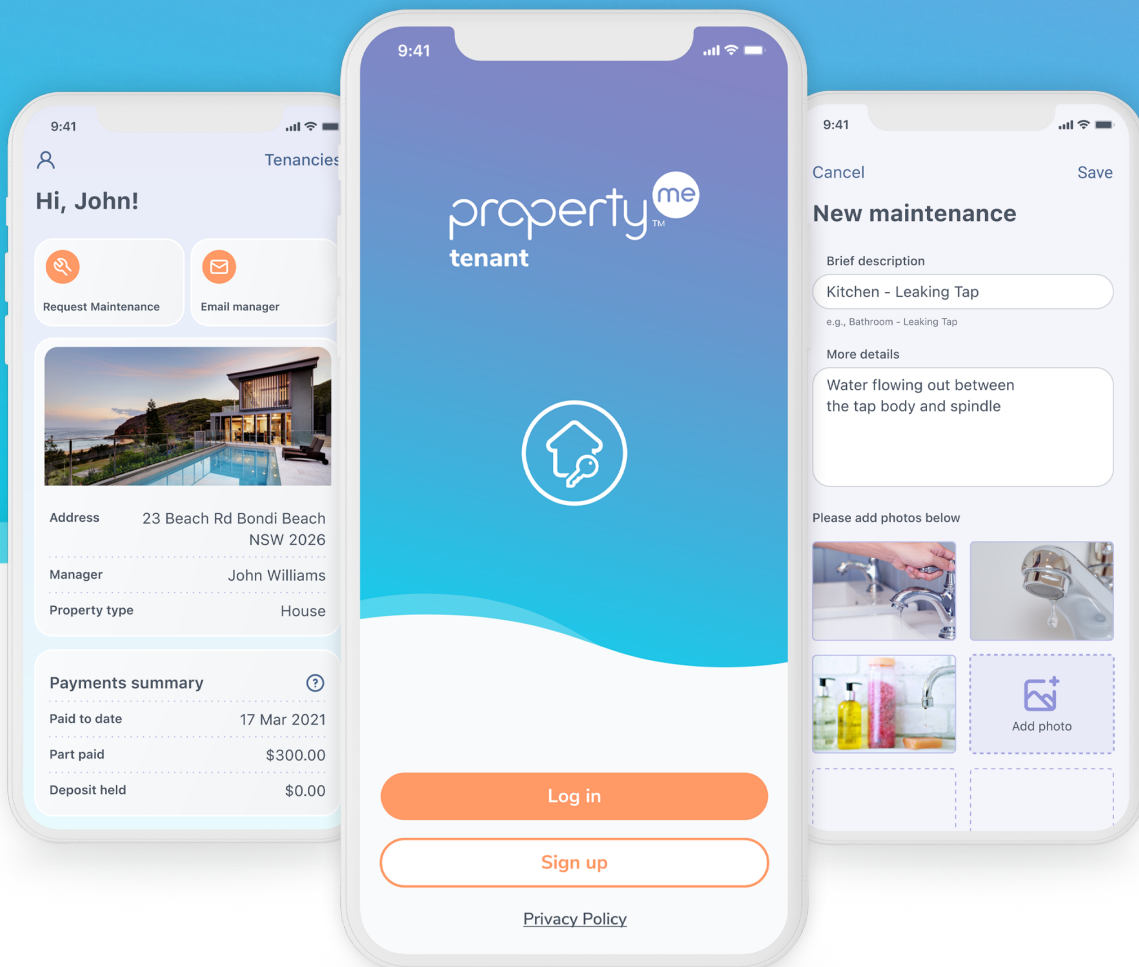 9:41
Tenancies
Hi, John!
Request Maintenance
Email manager
Address
23 Beach Rd Bondi Beach
NSW 2026
Manager
John Williams
Property type
House
Payments summary
?
Paid to date
17 Mar 2021
Part paid
$300.00
Deposit held
$0.00
9:41
property me
TM
tenant
Log in
Sign up
Privacy Policy
9:41
Cancel
Save
New maintenance
Brief description
Kitchen - Leaking Tap
e.g., Bathroom - Leaking Tap
More details
Water flowing out between
the tap body and spindle
Please add photos below
Add photo